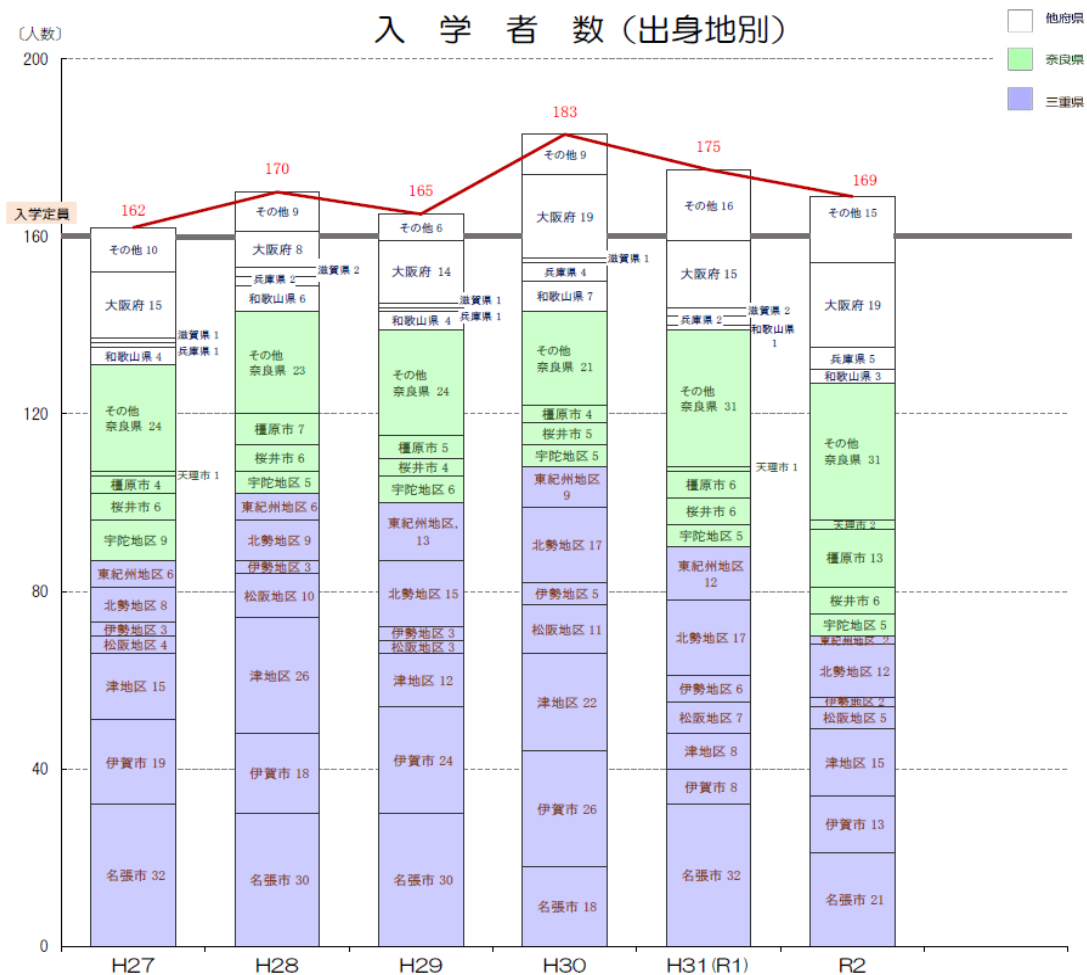 入学者数(出身地別)
〔人数〕
他府県
奈良県
三重県
200
160
120
80
40
0
入学定員
162
その他 10
大阪府 15
滋賀県 1
兵庫県 1
和歌山県 4
その他
奈良県 24
天理市 1
橿原市 4
桜井市 6
宇陀地区 9
東紀州地区 6
北勢地区 8
伊勢地区 3
松阪地区 4
津地区 15
伊賀市 19
名張市 32
H27
170
その他 9
大阪府 8
滋賀県 2
兵庫県 2
和歌山県 6
その他
奈良県 23
橿原市 7
桜井市 6
宇陀地区 5
東紀州地区 6
北勢地区 9
伊勢地区 3
松阪地区 10
津地区 26
伊賀市 18
名張市 30
H28
165
その他 6
大阪府 14
滋賀県 1
兵庫県 1
和歌山県 4
その他
奈良県 24
橿原市 5
桜井市 4
宇陀地区 6
東紀州地区,
13
北勢地区 15
伊勢地区 3
松阪地区 3
津地区 12
伊賀市 24
名張市 30
H29
183
その他 9
大阪府 19
滋賀県 1
兵庫県 4
和歌山県 7
その他
奈良県 21
橿原市 4
桜井市 5
宇陀地区 5
東紀州地区
9
北勢地区 17
伊勢地区 5
松阪地区 11
津地区 22
伊賀市 26
名張市 18
H30
175
その他 16
大阪府 15
滋賀県 2
兵庫県 2
和歌山県
1
その他
奈良県 31
天理市 1
橿原市 6
桜井市 6
宇陀地区 5
東紀州地区
12
北勢地区 17
伊勢地区 6
松阪地区 7
津地区 8
伊賀市 8
名張市 32
H31(R1)
169
その他 15
大阪府 19
兵庫県 5
和歌山県 3
その他
奈良県 31
天理市 2
橿原市 13
桜井市 6
宇陀地区 5
東紀州地区 2
北勢地区 12
伊勢地区 2
松阪地区 5
津地区 15
伊賀市 13
名張市 21
R2